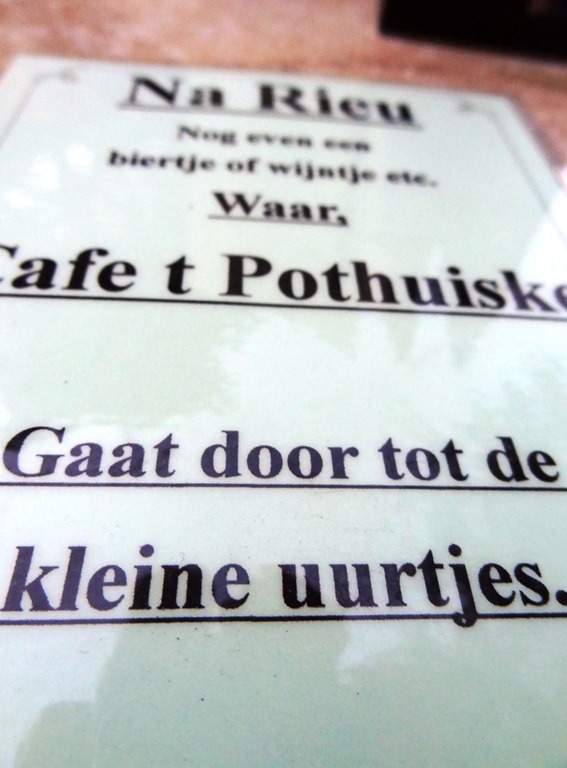 Na Rieu
Nog even een
biertje of wijntje etc.
Waar,
Cafe t Pothuiske
Gaat door tot de
kleine uurtjes.